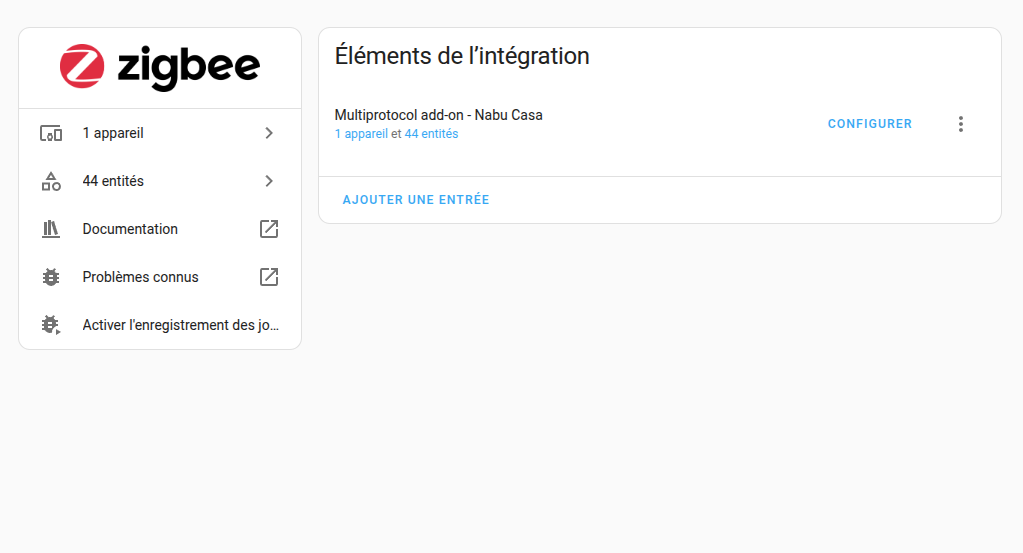 zigbee
1 appareil
44 entités
Documentation
Problèmes connus
Activer l'enregistrement des jo...
Éléments de l’intégration
Multiprotocol add-on - Nabu Casa
1 appareil et 44 entités
CONFIGURER
AJOUTER UNE ENTRÉE